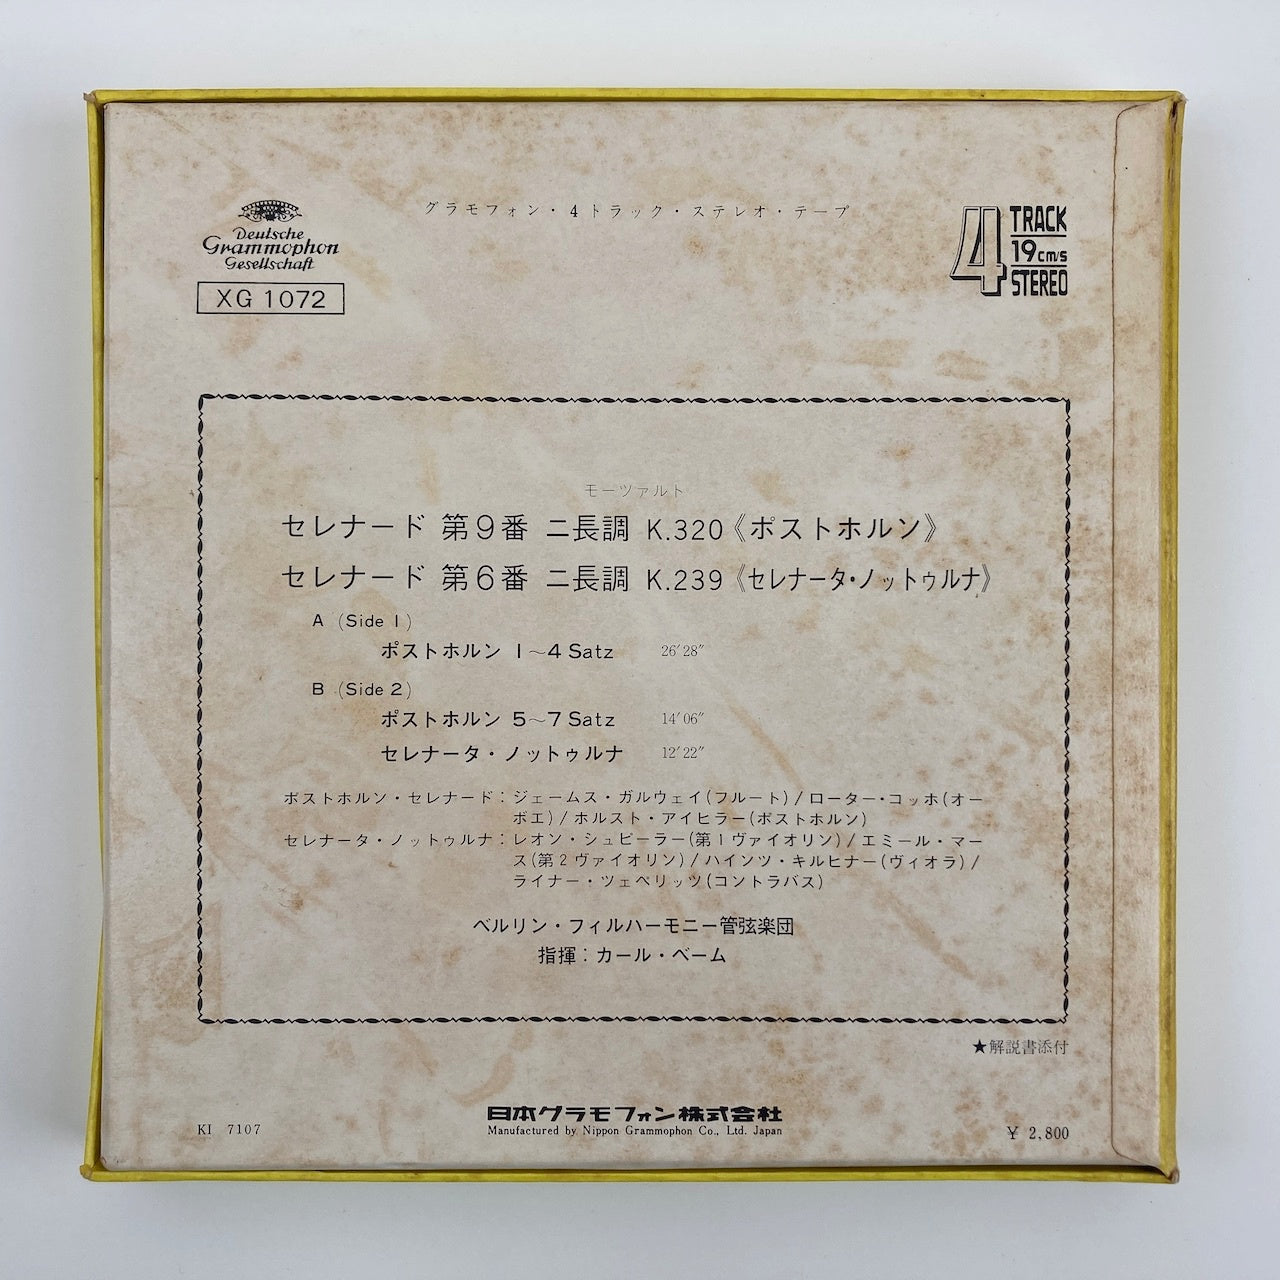 グラモフォン・4トラック・ステレオ・テープ
Deutsche
Grammophon
Gesellschaft
XG 1072
4 TRACK
19cm/s
STEREO
モーツァルト
セレナード 第9番 ニ長調 K.320《ポストホルン》
セレナード 第6番 ニ長調 K.239《セレナータ・ノットゥルナ》
A (Side 1)
ポストホルン 1〜4 Satz 26′28″
B (Side 2)
ポストホルン 5〜7 Satz 14′06″
セレナータ・ノットゥルナ 12′22″
ポストホルン・セレナード：ジェームス・ガルウェイ(フルート)/ローター・コッホ(オー
ボエ)/ホルスト・アイヒラー(ポストホルン)
セレナータ・ノットゥルナ：レオン・シュピーラー(第1ヴァイオリン)/エミール・マー
ス(第2ヴァイオリン)/ハインツ・キルヒナー(ヴィオラ)/
ライナー・ツェペリッツ(コントラバス)
ベルリン・フィルハーモニー管弦楽団
指揮：カール・ベーム
★解説書添付
日本グラモフォン株式会社
Manufactured by Nippon Grammophon Co., Ltd. Japan
KI 7107
¥ 2,800